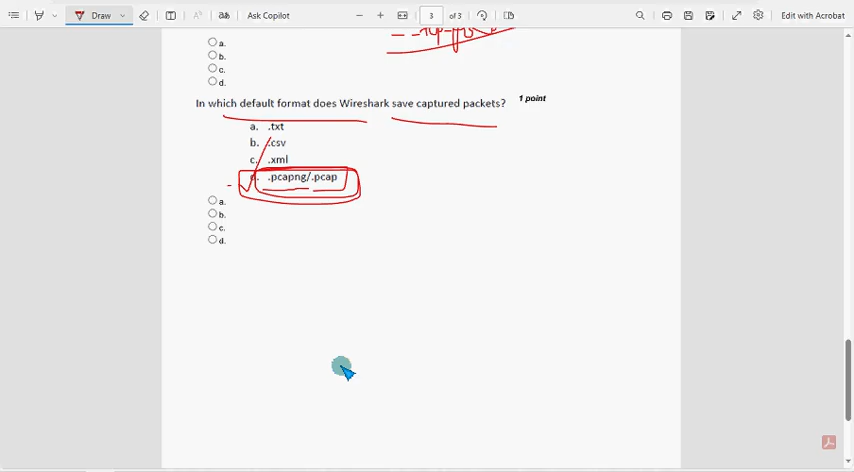 Draw
Ask Copilot
3 of 3
Edit with Acrobat
a.
b.
c.
d.
In which default format does Wireshark save captured packets? 1 point
a. .txt
b. .csv
c. .xml
d. .pcapng/.pcap
a.
b.
c.
d.